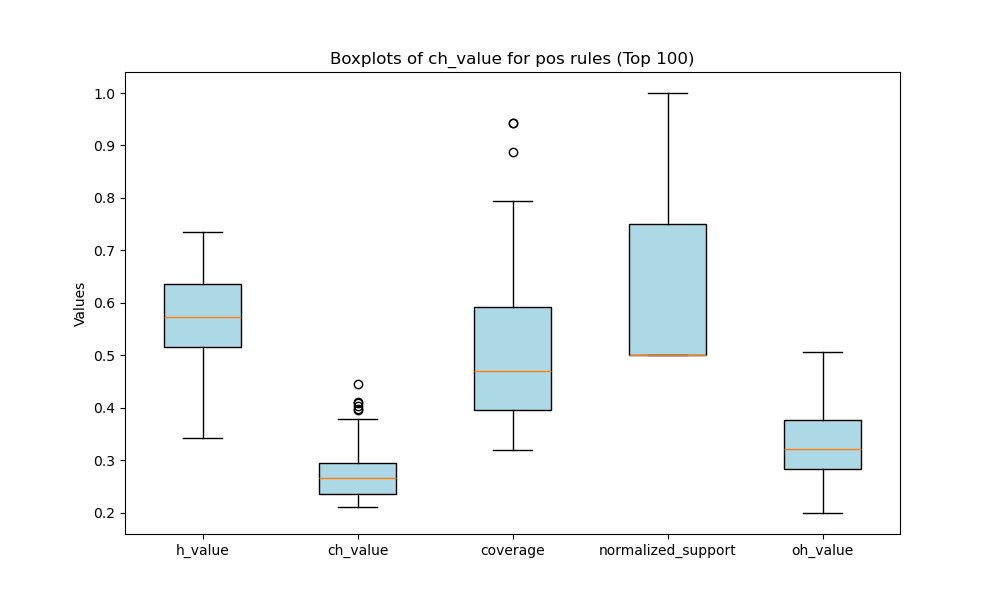 Boxplots of ch_value for pos rules (Top 100)
Values
1.0
0.9
0.8
0.7
0.6
0.5
0.4
0.3
0.2
h_value
ch_value
coverage
normalized_support
oh_value